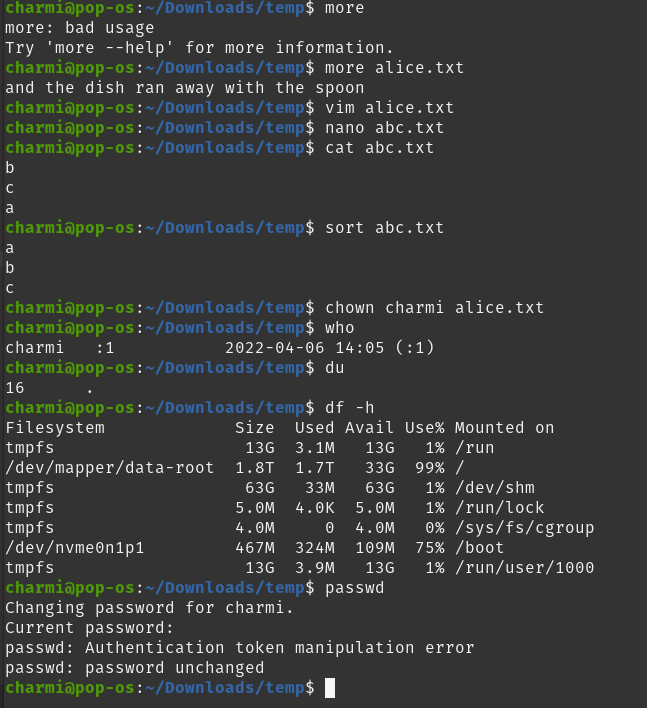 charmi@pop-os:~/Downloads/temp$ more
more: bad usage
Try 'more --help' for more information.
charmi@pop-os:~/Downloads/temp$ more alice.txt
and the dish ran away with the spoon
charmi@pop-os:~/Downloads/temp$ vim alice.txt
charmi@pop-os:~/Downloads/temp$ nano abc.txt
charmi@pop-os:~/Downloads/temp$ cat abc.txt
b
c
a
charmi@pop-os:~/Downloads/temp$ sort abc.txt
a
b
c
charmi@pop-os:~/Downloads/temp$ chown charmi alice.txt
charmi@pop-os:~/Downloads/temp$ who
charmi   :1           2022-04-06 14:05 (:1)
charmi@pop-os:~/Downloads/temp$ du
16      .
charmi@pop-os:~/Downloads/temp$ df -h
Filesystem             Size  Used Avail Use% Mounted on
tmpfs                   13G  3.1M   13G   1% /run
/dev/mapper/data-root  1.8T  1.7T   33G  99% /
tmpfs                   63G   33M   63G   1% /dev/shm
tmpfs                  5.0M  4.0K  5.0M   1% /run/lock
tmpfs                  4.0M     0  4.0M   0% /sys/fs/cgroup
/dev/nvme0n1p1         467M  324M  109M  75% /boot
tmpfs                   13G  3.9M   13G   1% /run/user/1000
charmi@pop-os:~/Downloads/temp$ passwd
Changing password for charmi.
Current password:
passwd: Authentication token manipulation error
passwd: password unchanged
charmi@pop-os:~/Downloads/temp$